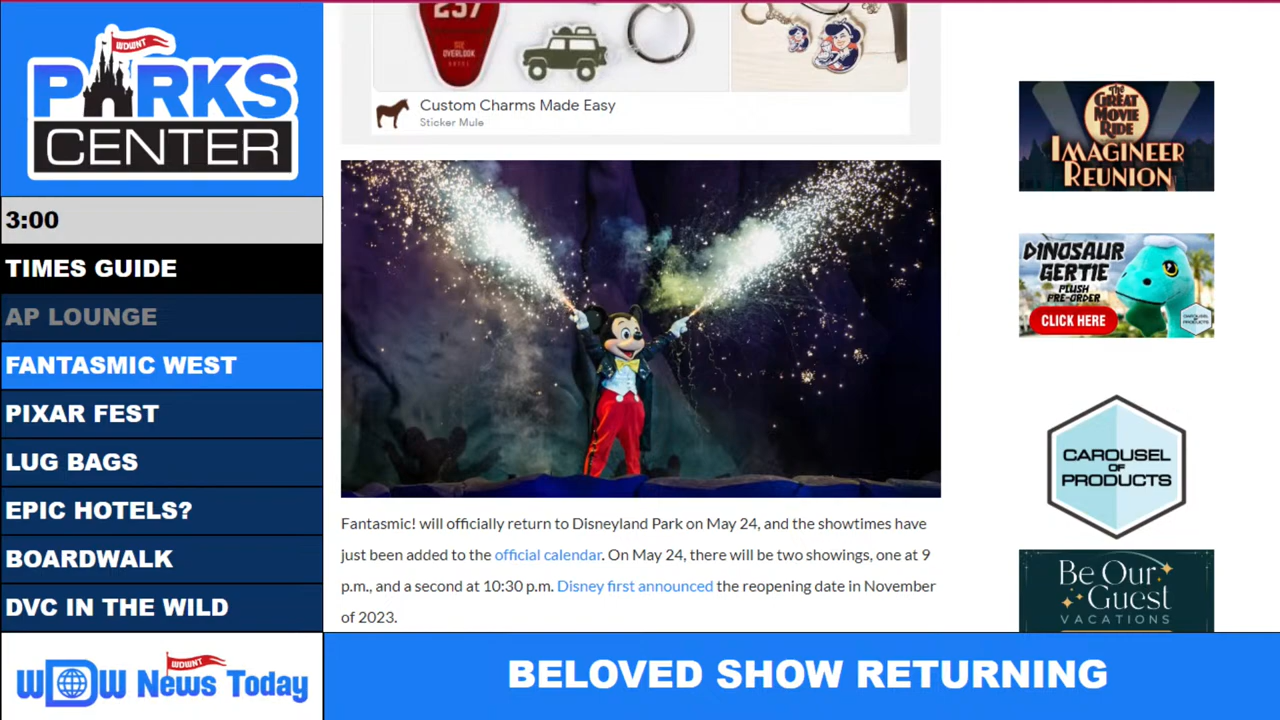 WDWNT
PARKS
CENTER
3:00
TIMES GUIDE
AP LOUNGE
FANTASMIC WEST
PIXAR FEST
LUG BAGS
EPIC HOTELS?
BOARDWALK
DVC IN THE WILD
WDWNT
WDW News Today
237
OVERLOOK
HOTEL
Custom Charms Made Easy
Sticker Mule
Fantasmic! will officially return to Disneyland Park on May 24, and the showtimes have
just been added to the official calendar. On May 24, there will be two showings, one at 9
p.m., and a second at 10:30 p.m. Disney first announced the reopening date in November
of 2023.
The
GREAT
MOVIE
RIDE
IMAGINEER
REUNION
DINOSAUR
GERTIE
PLUSH
PRE-ORDER
CLICK HERE
CAROUSEL
OF
PRODUCTS
CAROUSEL
OF
PRODUCTS
Be Our
Guest
VACATIONS
BELOVED SHOW RETURNING